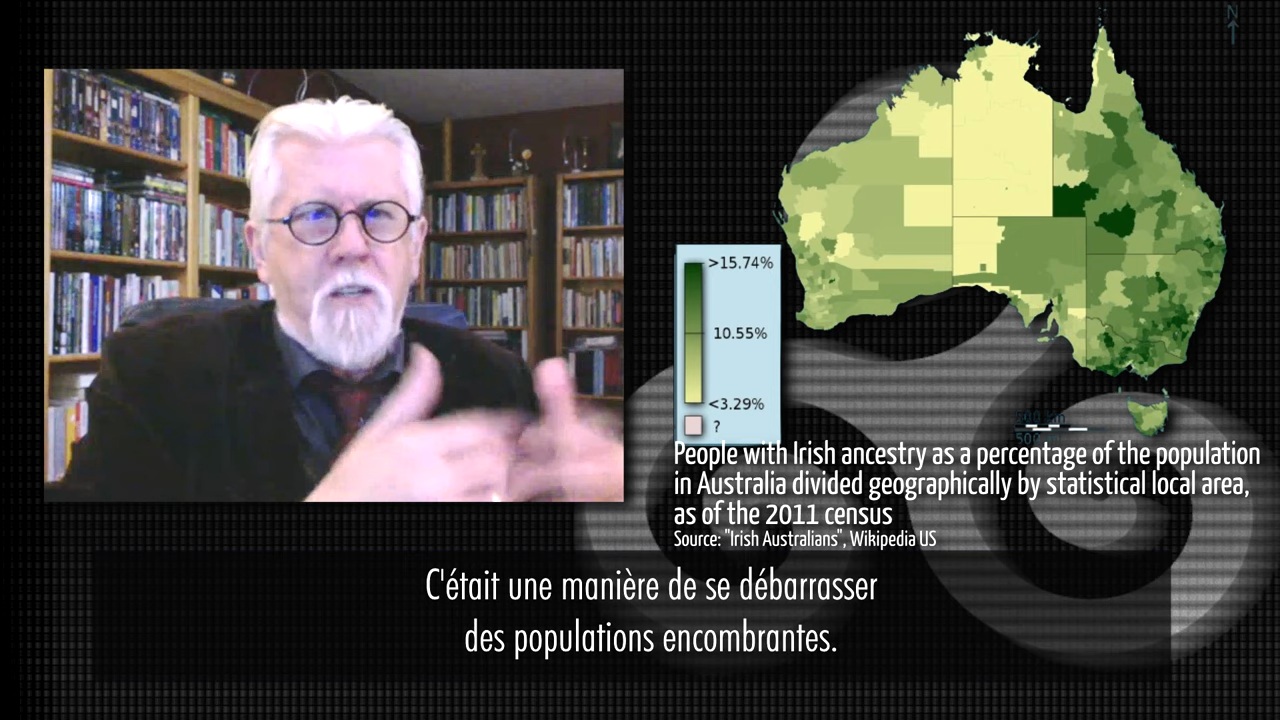 N
>15.74%
10.55%
<3.29%
?
People with Irish ancestry as a percentage of the population
in Australia divided geographically by statistical local area,
as of the 2011 census
Source: "Irish Australians", Wikipedia US
C'était une manière de se débarrasser
des populations encombrantes.